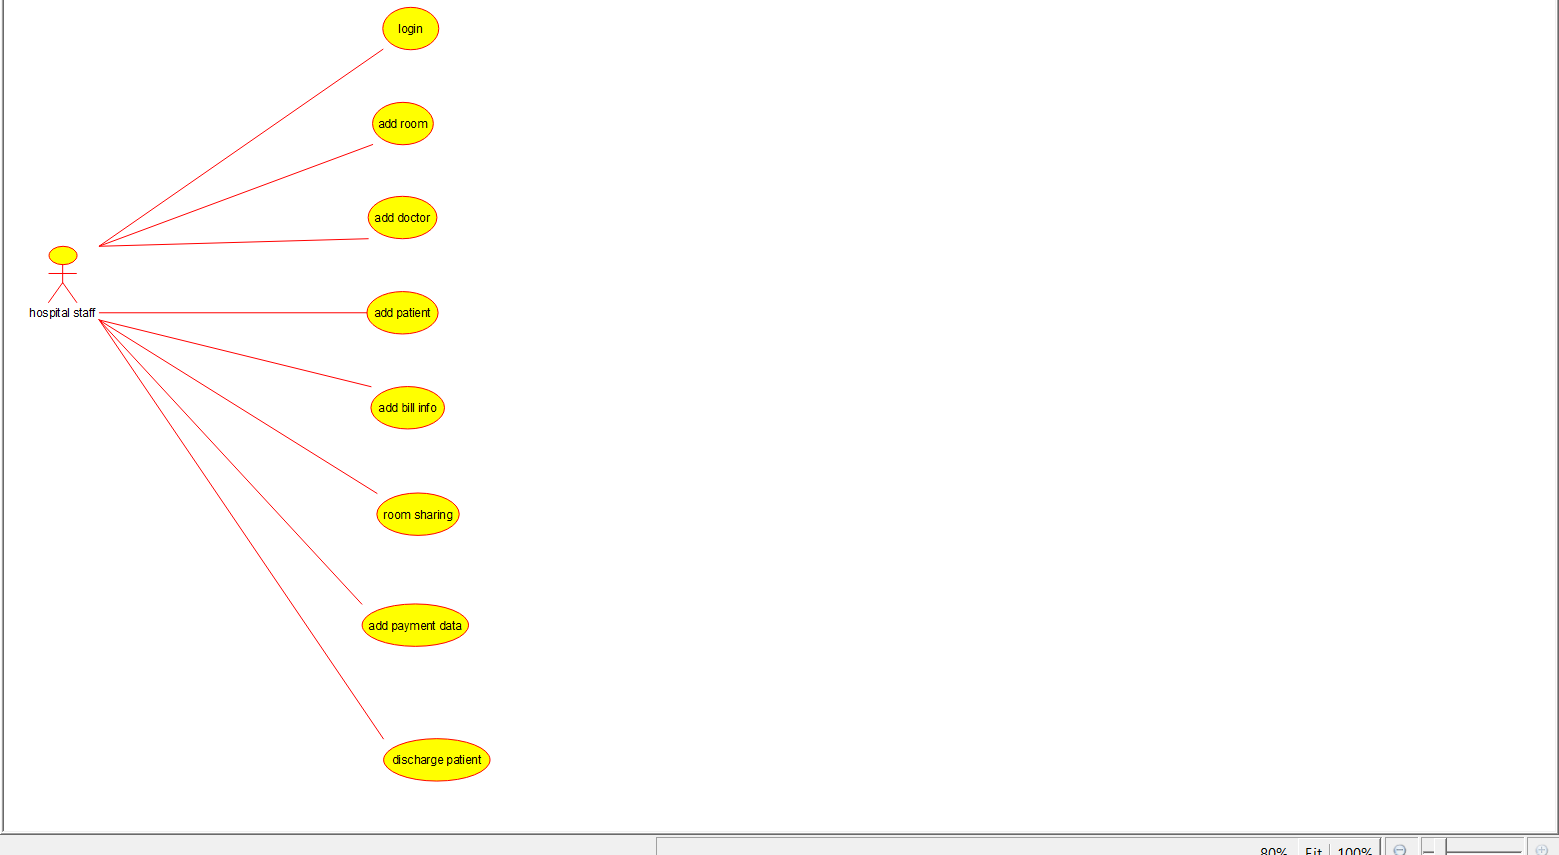 login
add room
add doctor
hospital staff
add patient
add bill info
room sharing
add payment data
discharge patient
80% Fit 100%